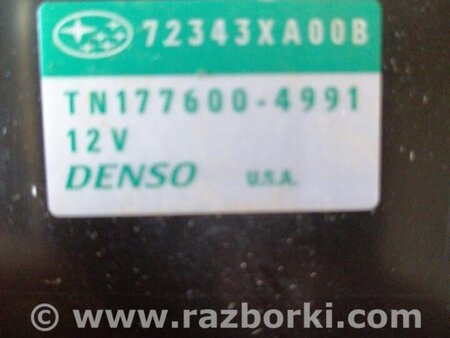 72343XA00B
TN177600-4991
12V
DENSO U.S.A.
© www.razborki.com